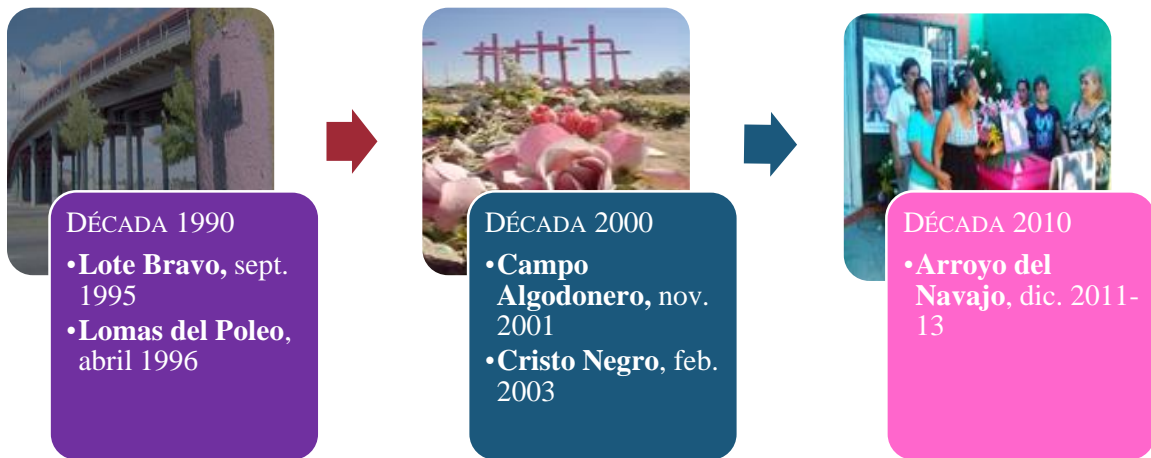 DÉCADA 1990
•Lote Bravo, sept.
1995
•Lomas del Poleo,
abril 1996
DÉCADA 2000
•Campo
Algodonero, nov.
2001
•Cristo Negro, feb.
2003
DÉCADA 2010
•Arroyo del
Navajo, dic. 2011-
13